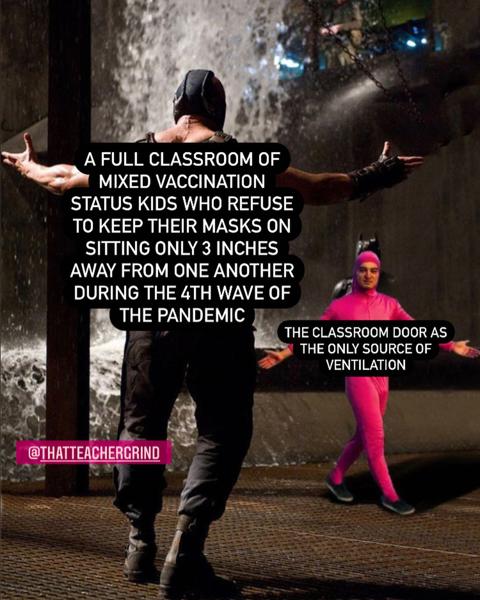 A FULL CLASSROOM OF
MIXED VACCINATION
STATUS KIDS WHO REFUSE
TO KEEP THEIR MASKS ON
SITTING ONLY 3 INCHES
AWAY FROM ONE ANOTHER
DURING THE 4TH WAVE OF
THE PANDEMIC
THE CLASSROOM DOOR AS
THE ONLY SOURCE OF
VENTILATION
@THATTEACHERGRIND